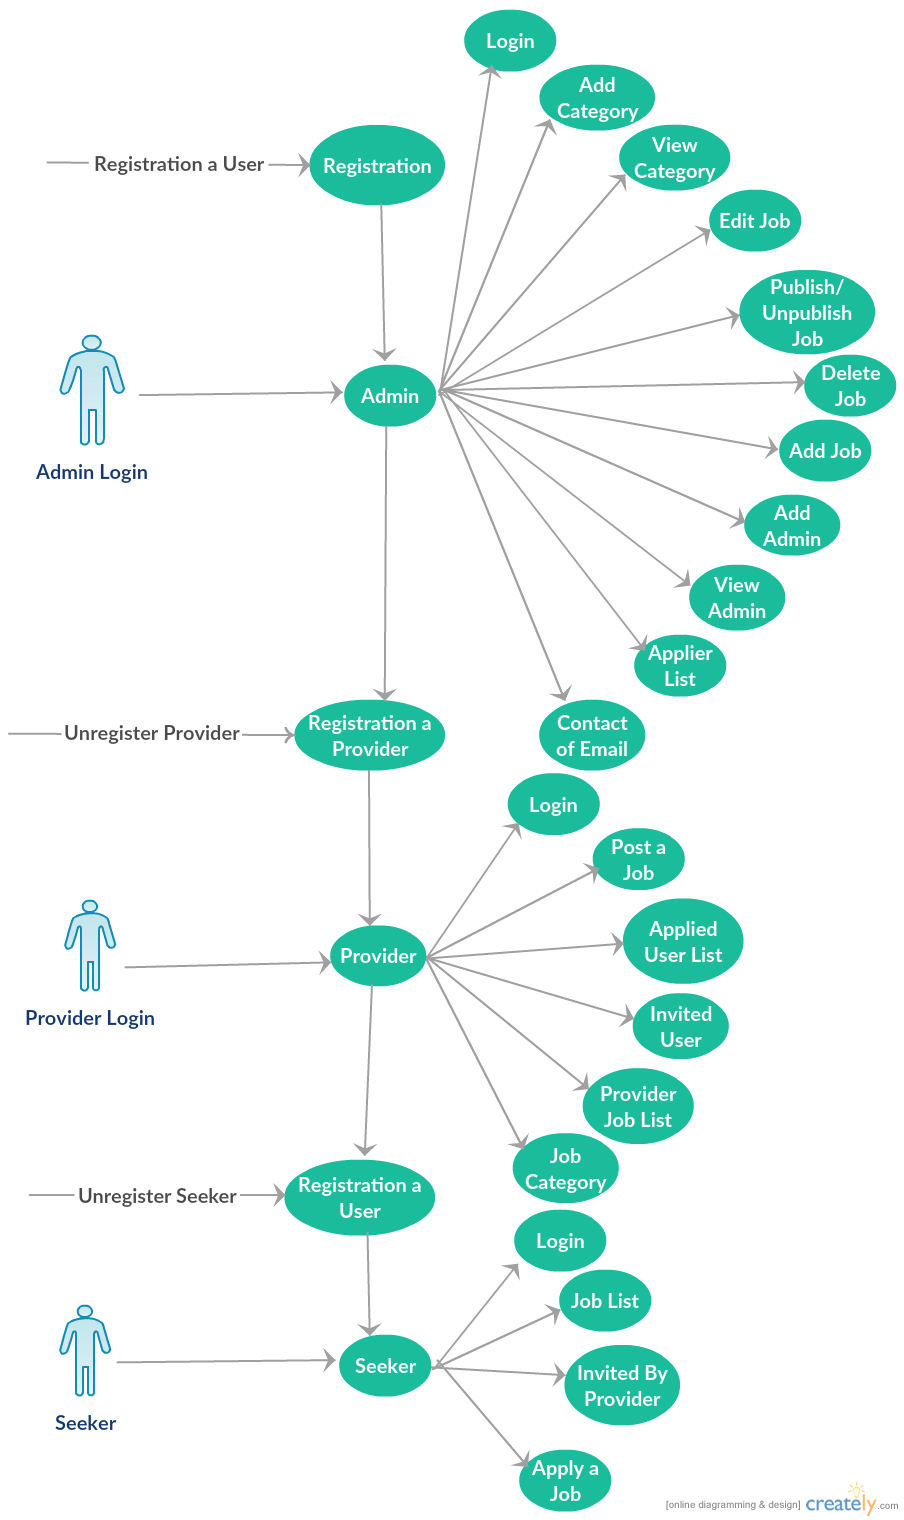 Login
Add
Category
View
Category
Registration a User
Registration
Edit Job
Publish/
Unpublish
Job
Delete
Job
Admin
Add Job
Admin Login
Add
Admin
View
Admin
Applier
List
Unregister Provider
Registration a
Provider
Contact
of Email
Login
Post a
Job
Applied
User List
Provider
Provider Login
Invited
User
Provider
Job List
Job
Category
Unregister Seeker
Registration a
User
Login
Job List
Seeker
Invited By
Provider
Seeker
Apply a
Job
[online diagramming & design] creately.com